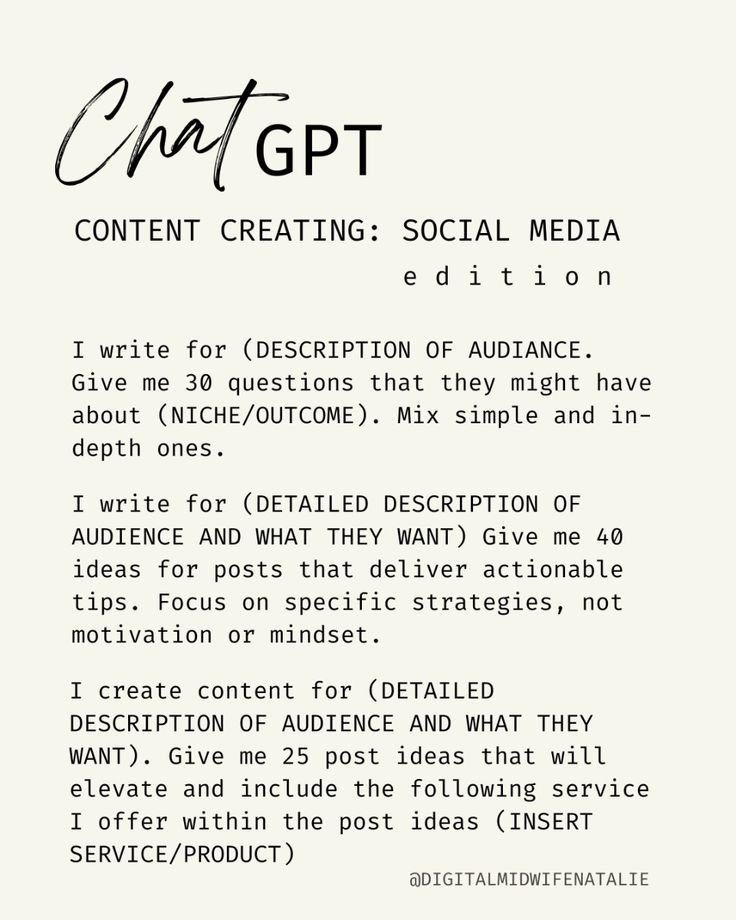 Chat GPT
CONTENT CREATING: SOCIAL MEDIA
edition
I write for (DESCRIPTION OF AUDIANCE.
Give me 30 questions that they might have
about (NICHE/OUTCOME). Mix simple and in-
depth ones.
I write for (DETAILED DESCRIPTION OF
AUDIENCE AND WHAT THEY WANT) Give me 40
ideas for posts that deliver actionable
tips. Focus on specific strategies, not
motivation or mindset.
I create content for (DETAILED
DESCRIPTION OF AUDIENCE AND WHAT THEY
WANT). Give me 25 post ideas that will
elevate and include the following service
I offer within the post ideas (INSERT
SERVICE/PRODUCT)
@DIGITALMIDWIFENATALIE